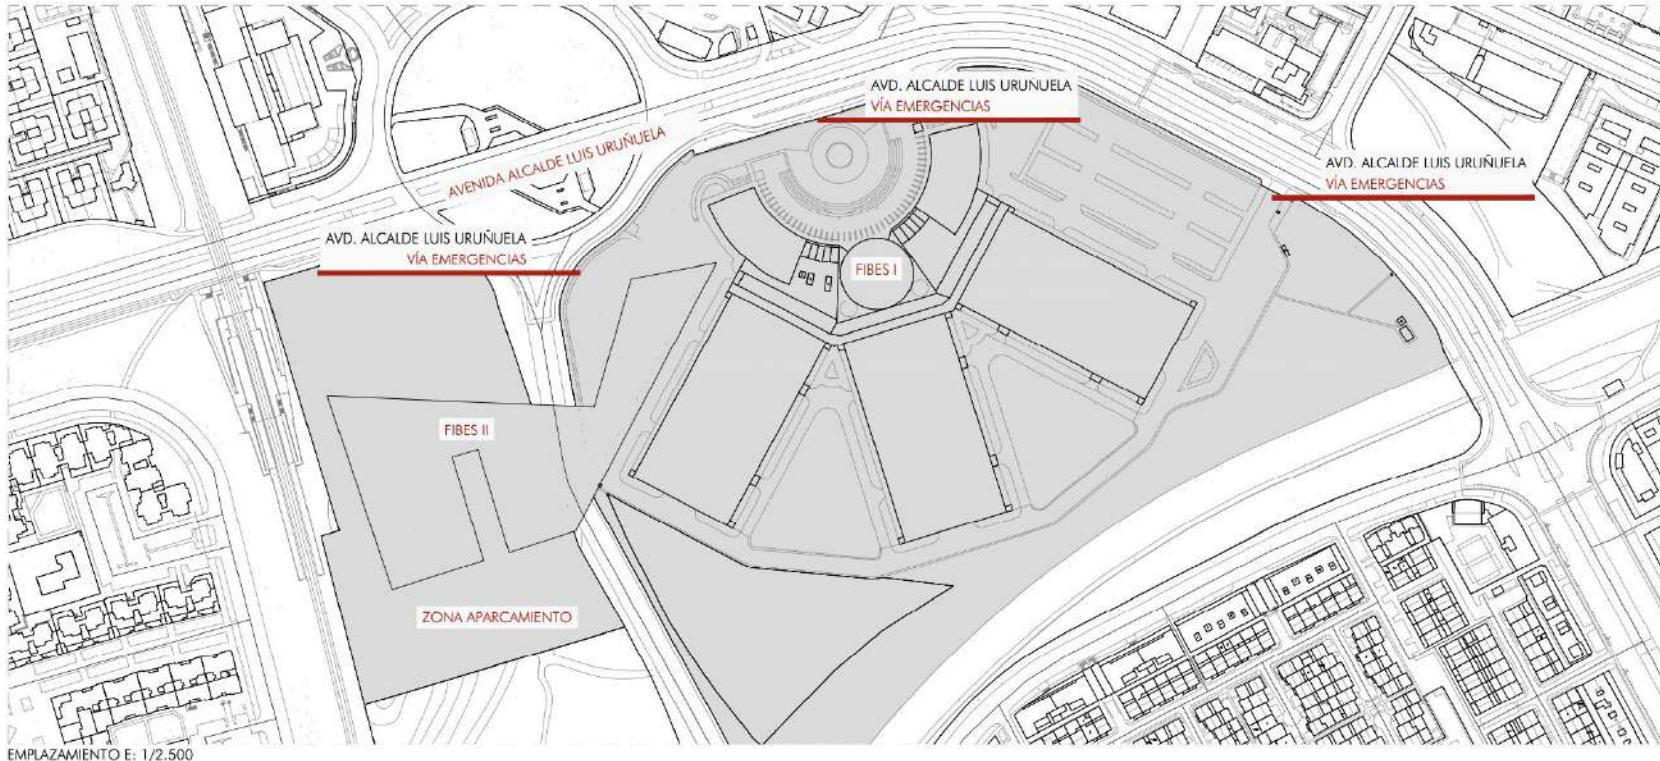 AVD. ALCALDE LUIS URUÑUELA
VÍA EMERGENCIAS
AVENIDA ALCALDE LUIS URUÑUELA
AVD. ALCALDE LUIS URUÑUELA
VÍA EMERGENCIAS
AVD. ALCALDE LUIS URUÑUELA
VÍA EMERGENCIAS
FIBES I
FIBES II
ZONA APARCAMIENTO
EMPLAZAMIENTO E: 1/2.500